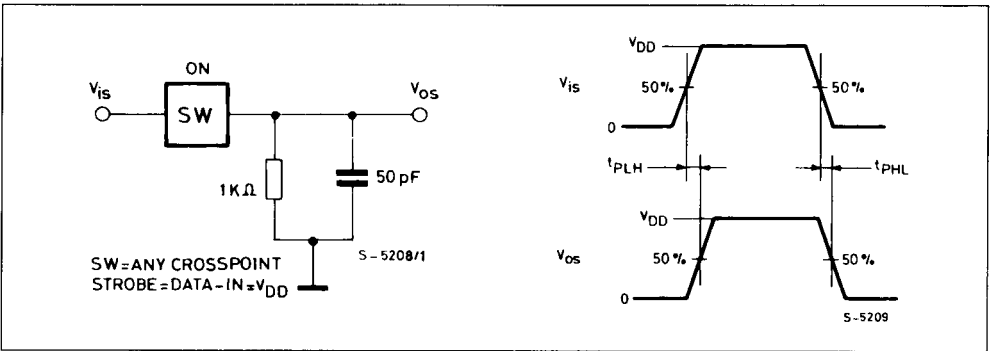 ON
Vis
SW
Vos
1KΩ
50 pF
S-5208/1
SW=ANY CROSSPOINT
STROBE=DATA-IN=VDD
VDD
Vis
50%
50%
0
tPLH
tPHL
VDD
Vos
50%
50%
0
S-5209